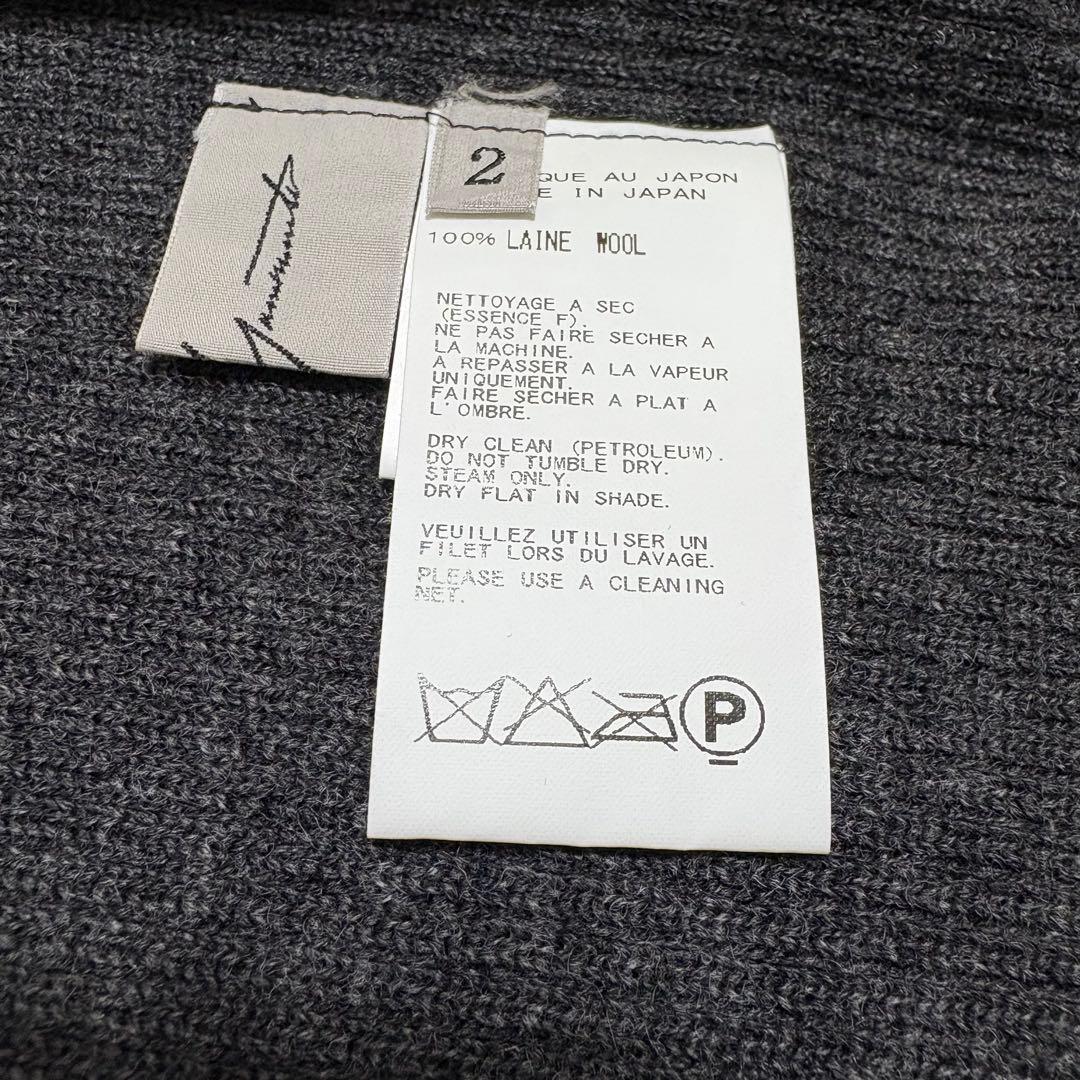 Yamamoto
2
QUE AU JAPON
E IN JAPAN
100% LAINE WOOL
NETTOYAGE A SEC
(ESSENCE F).
NE PAS FAIRE SECHER A
LA MACHINE.
A REPASSER A LA VAPEUR
UNIQUEMENT.
FAIRE SECHER A PLAT A
L'OMBRE.
DRY CLEAN (PETROLEUM).
DO NOT TUMBLE DRY.
STEAM ONLY.
DRY FLAT IN SHADE.
VEUILLEZ UTILISER UN
FILET LORS DU LAVAGE.
PLEASE USE A CLEANING
NET.
P